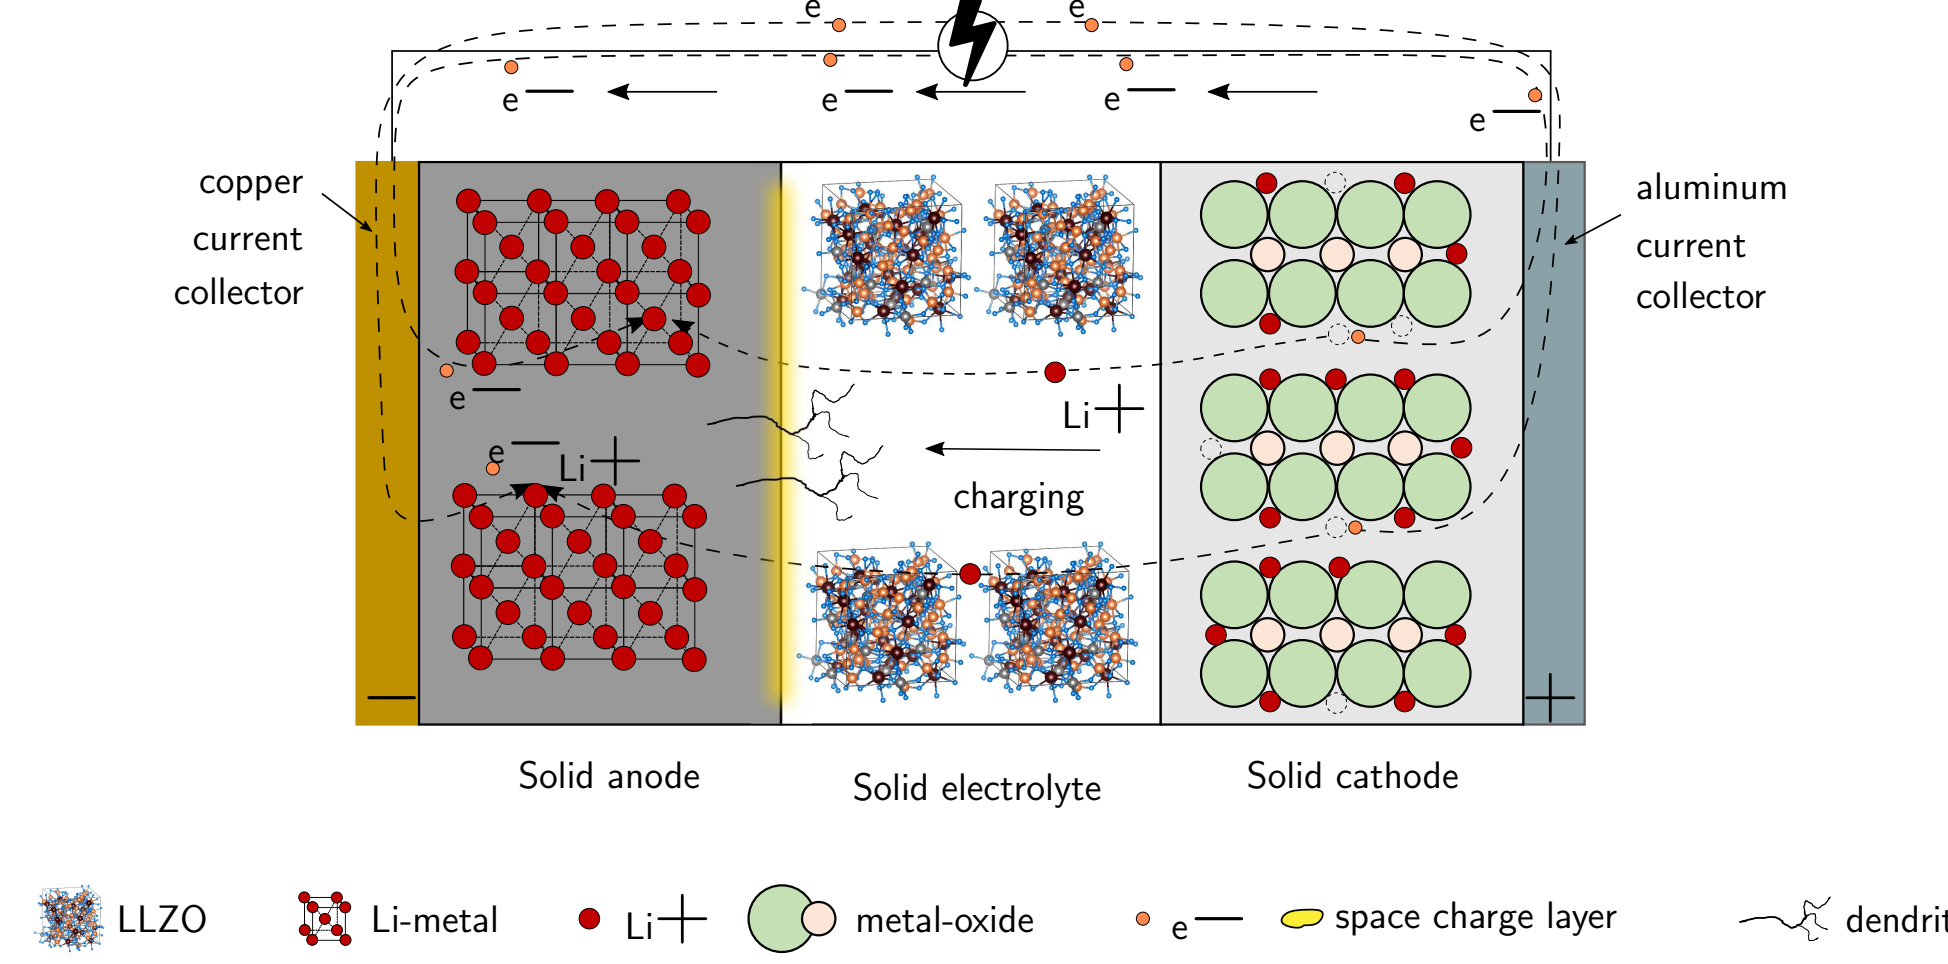 e
e
e—
e—
e—
e—
copper
current
collector
aluminum
current
collector
e—
e—
Li+
Li+
charging
—
+
Solid anode
Solid electrolyte
Solid cathode
LLZO
Li-metal
Li+
metal-oxide
e—
space charge layer
dendrit